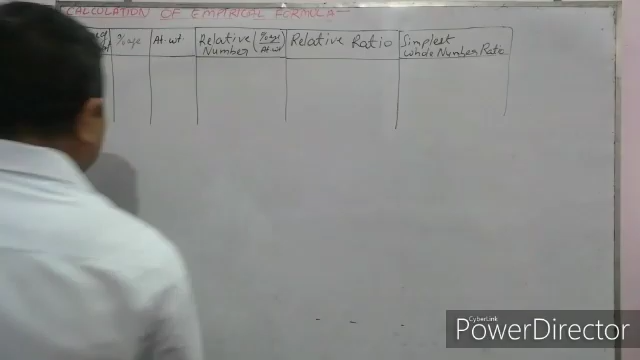 CALCULATION OF EMPTRICAL FORMULA—
%age
At. wt.
Relative Number (%age/At. wt)
Relative Ratio
Simplest
whole Number Ratio
CyberLink
PowerDirector